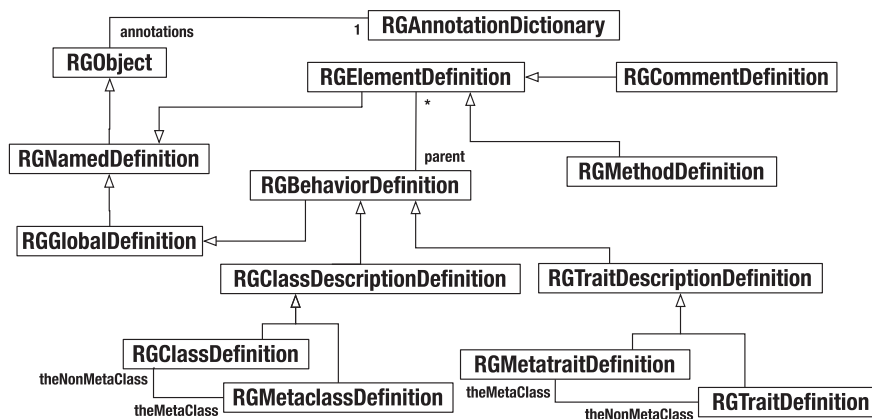 RGAnnotationDictionary
annotations
1
RGObject
RGElementDefinition
RGCommentDefinition
*
RGNamedDefinition
parent
RGMethodDefinition
RGBehaviorDefinition
RGGlobalDefinition
RGClassDescriptionDefinition
RGTraitDescriptionDefinition
RGClassDefinition
RGMetatraitDefinition
theNonMetaClass
RGMetaclassDefinition
theMetaClass
RGTraitDefinition
theMetaClass
theNonMetaClass